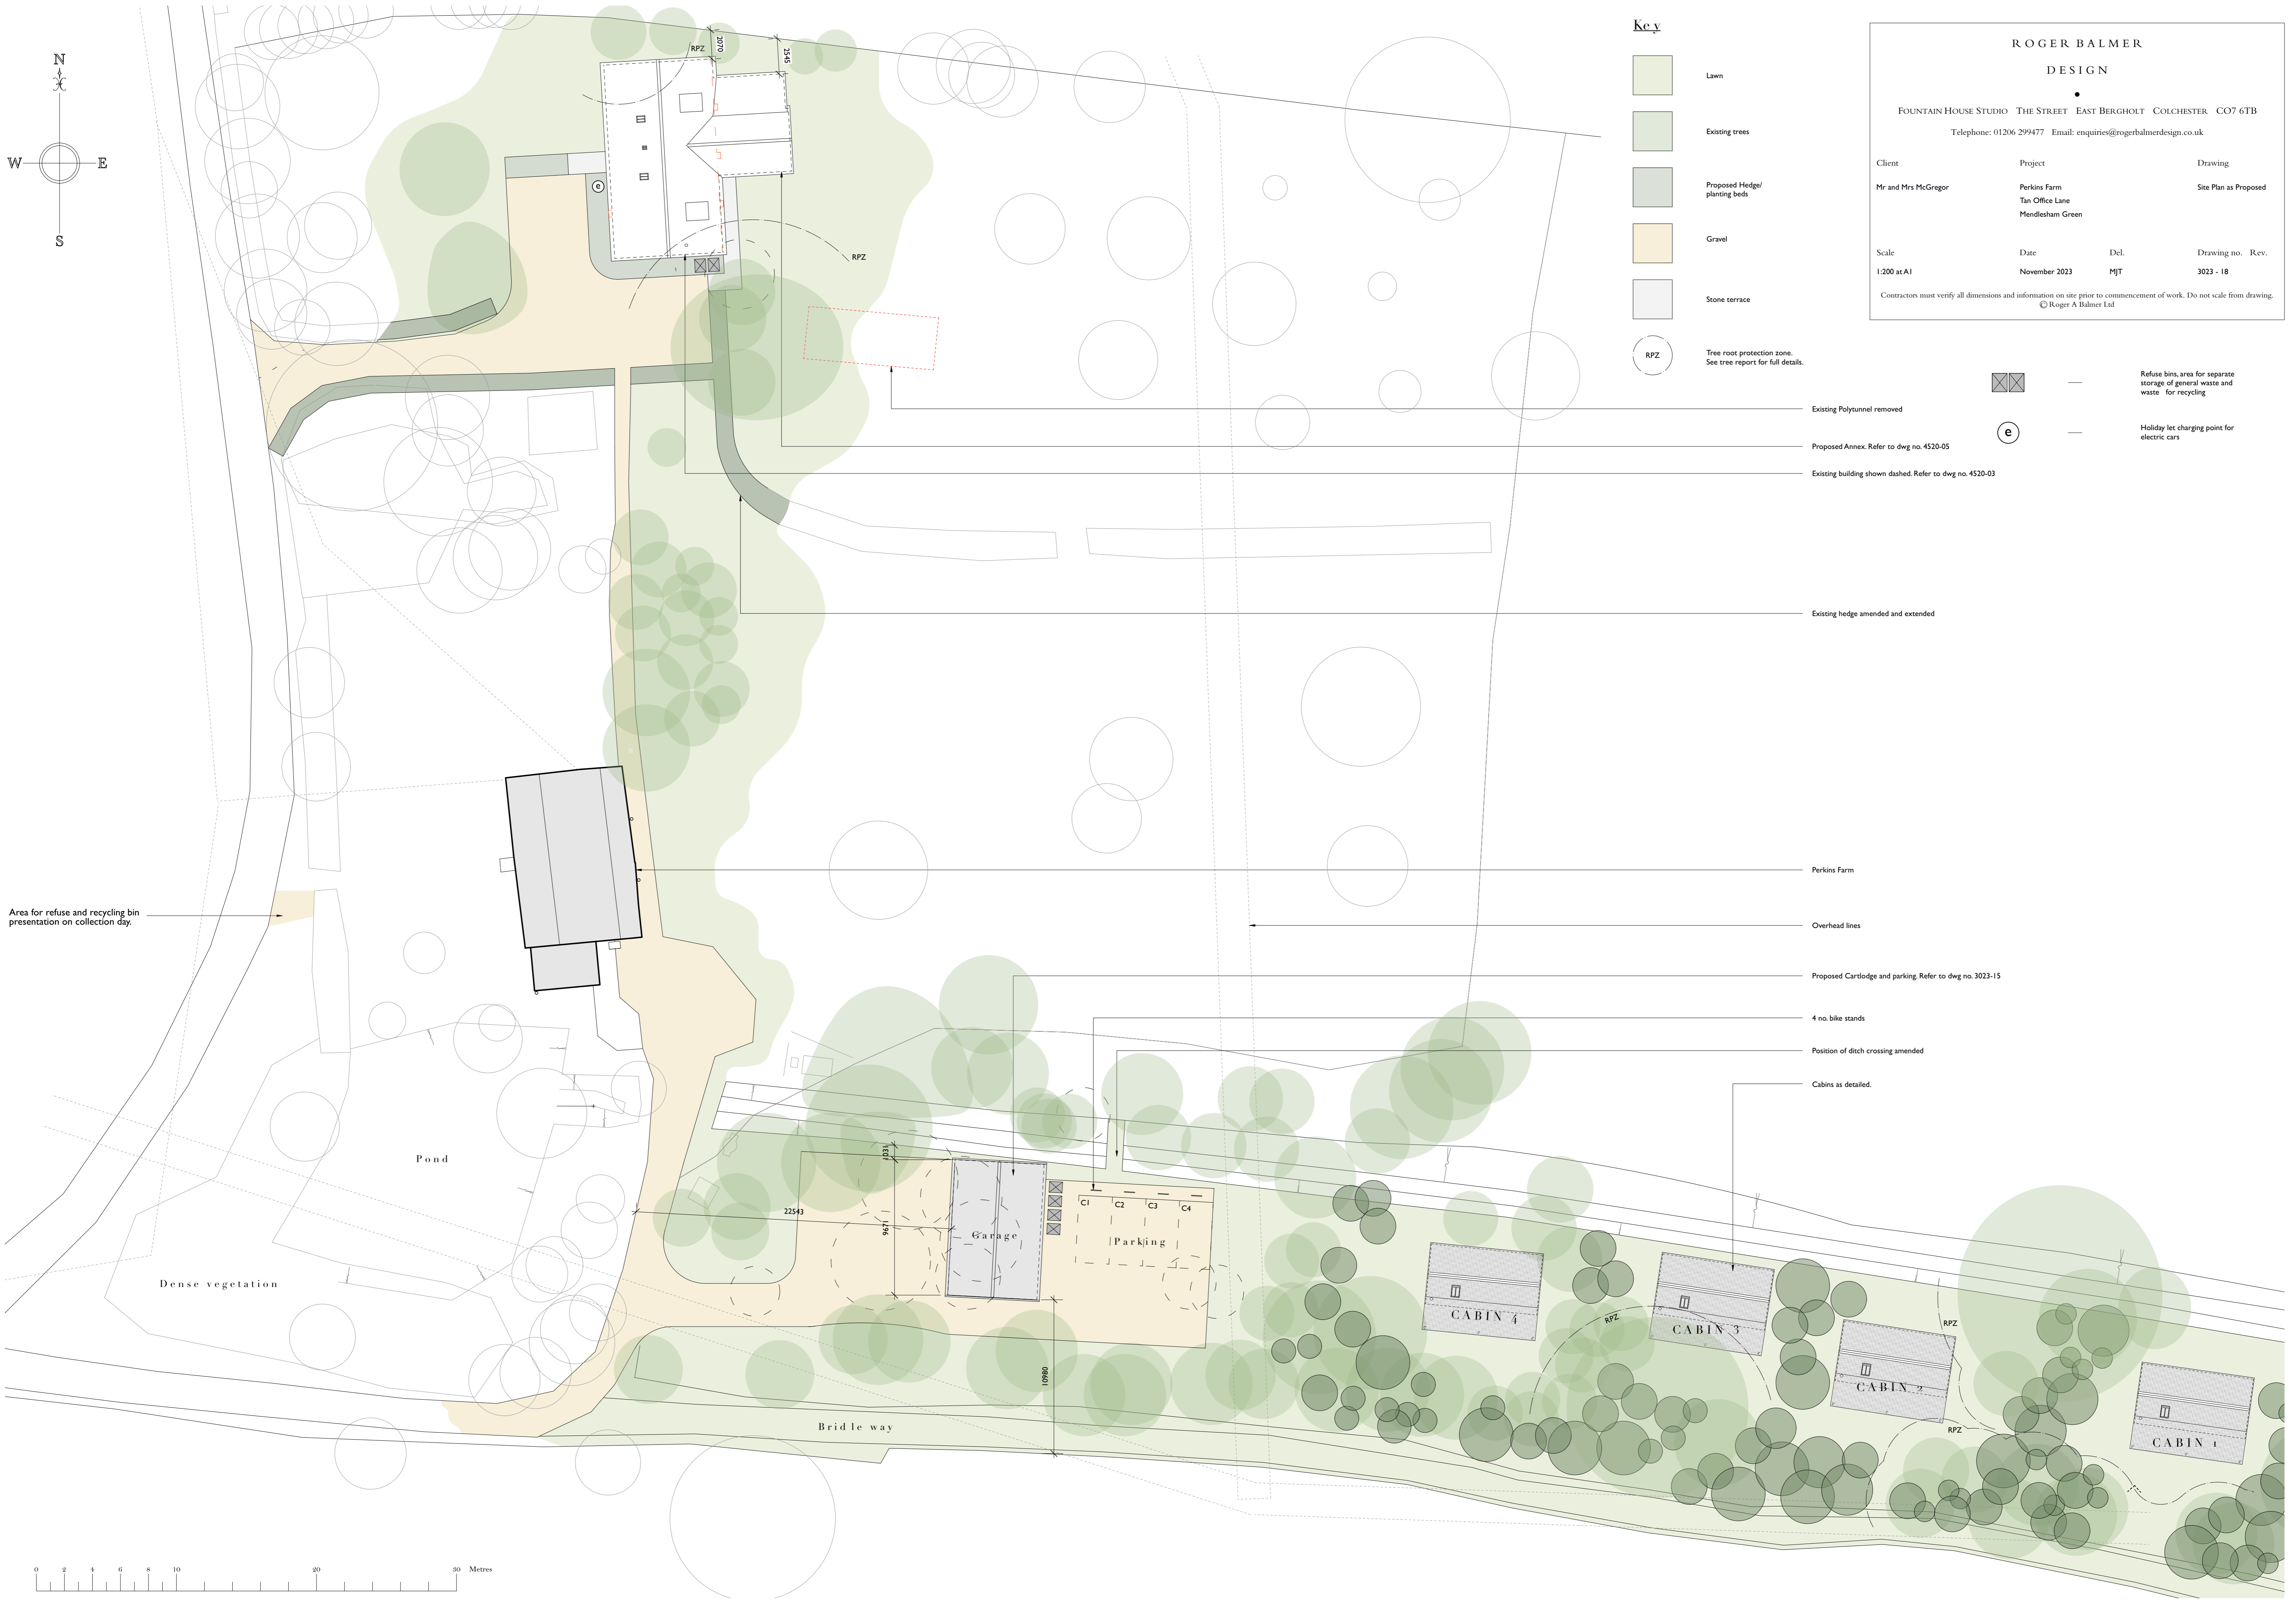 N
W
E
S
Key
Lawn
Existing trees
Proposed Hedge/
planting beds
Gravel
Stone terrace
RPZ
Tree root protection zone.
See tree report for full details.
ROGER BALMER
DESIGN
•
FOUNTAIN HOUSE STUDIO THE STREET EAST BERGHOLT COLCHESTER CO7 6TB
Telephone: 01206 299477 Email: enquiries@rogerbalmerdesign.co.uk
Client Project Drawing
Mr and Mrs McGregor Perkins Farm Site Plan as Proposed
Tan Office Lane
Mendlesham Green
Scale Date Del. Drawing no. Rev.
1:200 at A1 November 2023 MJT 3023 - 18
Contractors must verify all dimensions and information on site prior to commencement of work. Do not scale from drawing.
© Roger A Balmer Ltd
Refuse bins, area for separate
storage of general waste and
waste for recycling
e
Holiday let charging point for
electric cars
Existing Polytunnel removed
Proposed Annex. Refer to dwg no. 4520-05
Existing building shown dashed. Refer to dwg no. 4520-03
Existing hedge amended and extended
Perkins Farm
Overhead lines
Proposed Cartlodge and parking. Refer to dwg no. 3023-15
4 no. bike stands
Position of ditch crossing amended
Cabins as detailed.
RPZ
2070
2545
e
RPZ
Area for refuse and recycling bin
presentation on collection day.
Pond
Dense vegetation
1031
22543
9671
Garage
C1
C2
C3
C4
Parking
10980
Bridle way
CABIN 4
RPZ
CABIN 3
RPZ
CABIN 2
RPZ
CABIN 1
0 2 4 6 8 10 20 30 Metres